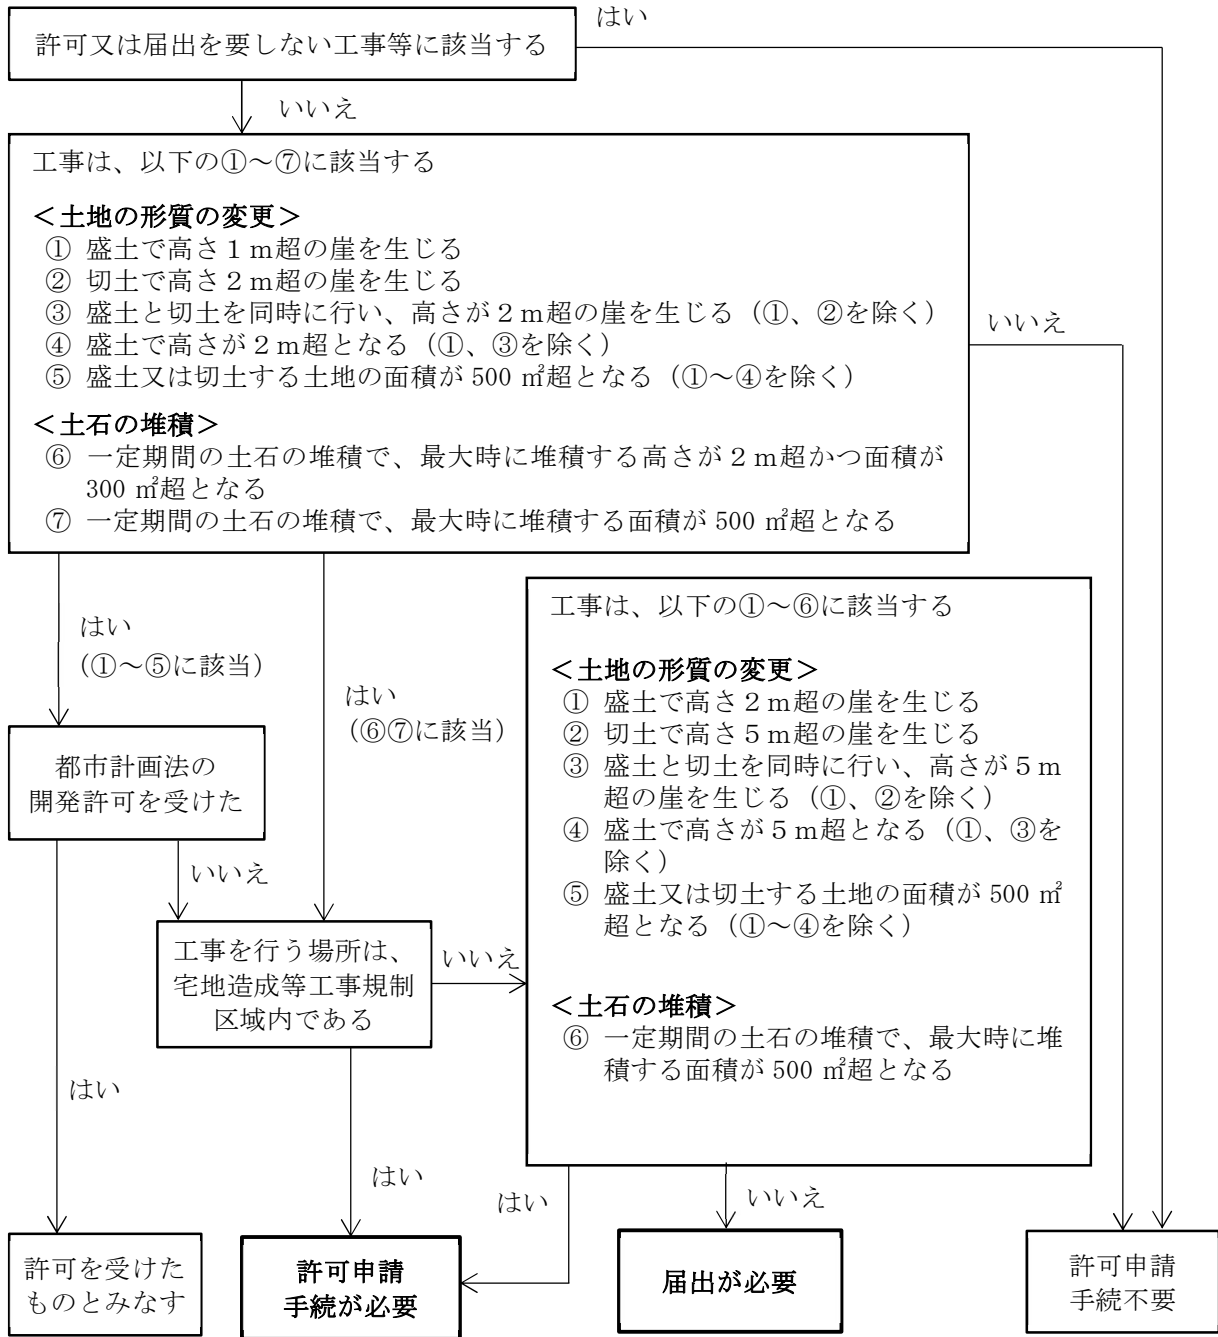 はい
許可又は届出を要しない工事等に該当する
いいえ
工事は、以下の①～⑦に該当する
＜土地の形質の変更＞
① 盛土で高さ１ｍ超の崖を生じる
② 切土で高さ２ｍ超の崖を生じる
③ 盛土と切土を同時に行い、高さが２ｍ超の崖を生じる（①、②を除く）
④ 盛土で高さが２ｍ超となる（①、③を除く）
⑤ 盛土又は切土する土地の面積が 500 ㎡超となる（①～④を除く）
＜土石の堆積＞
⑥ 一定期間の土石の堆積で、最大時に堆積する高さが２ｍ超かつ面積が
300 ㎡超となる
⑦ 一定期間の土石の堆積で、最大時に堆積する面積が 500 ㎡超となる
いいえ
はい
（①～⑤に該当）
はい
（⑥⑦に該当）
都市計画法の
開発許可を受けた
いいえ
工事を行う場所は、
宅地造成等工事規制
区域内である
いいえ
工事は、以下の①～⑥に該当する
＜土地の形質の変更＞
① 盛土で高さ２ｍ超の崖を生じる
② 切土で高さ５ｍ超の崖を生じる
③ 盛土と切土を同時に行い、高さが５ｍ
超の崖を生じる（①、②を除く）
④ 盛土で高さが５ｍ超となる（①、③を
除く）
⑤ 盛土又は切土する土地の面積が 500 ㎡
超となる（①～④を除く）
＜土石の堆積＞
⑥ 一定期間の土石の堆積で、最大時に堆
積する面積が 500 ㎡超となる
はい
はい
はい
いいえ
許可を受けた
ものとみなす
許可申請
手続が必要
届出が必要
許可申請
手続不要